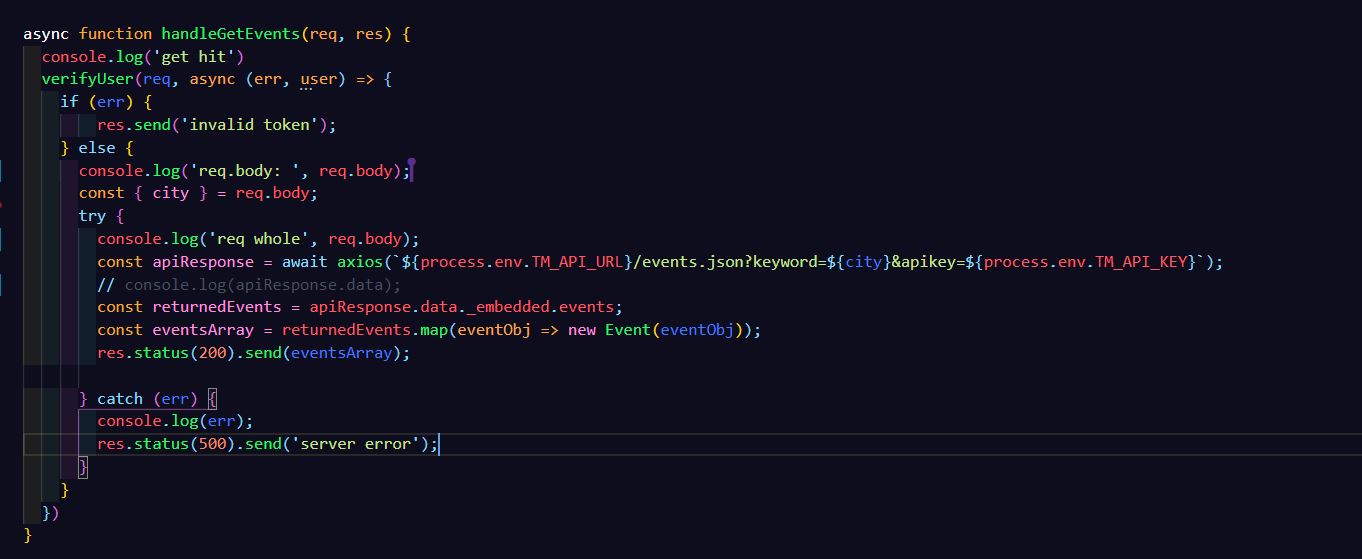 async function handleGetEvents(req, res) {
  console.log('get hit')
  verifyUser(req, async (err, user) => {
    if (err) {
        res.send('invalid token');
    } else {
      console.log('req.body: ', req.body);
      const { city } = req.body;
      try {
        console.log('req whole', req.body);
        const apiResponse = await axios(`${process.env.TM_API_URL}/events.json?keyword=${city}&apikey=${process.env.TM_API_KEY}`);
        // console.log(apiResponse.data);
        const returnedEvents = apiResponse.data._embedded.events;
        const eventsArray = returnedEvents.map(eventObj => new Event(eventObj));
        res.status(200).send(eventsArray);

      } catch (err) {
        console.log(err);
        res.status(500).send('server error');
      }
    }
  })
}